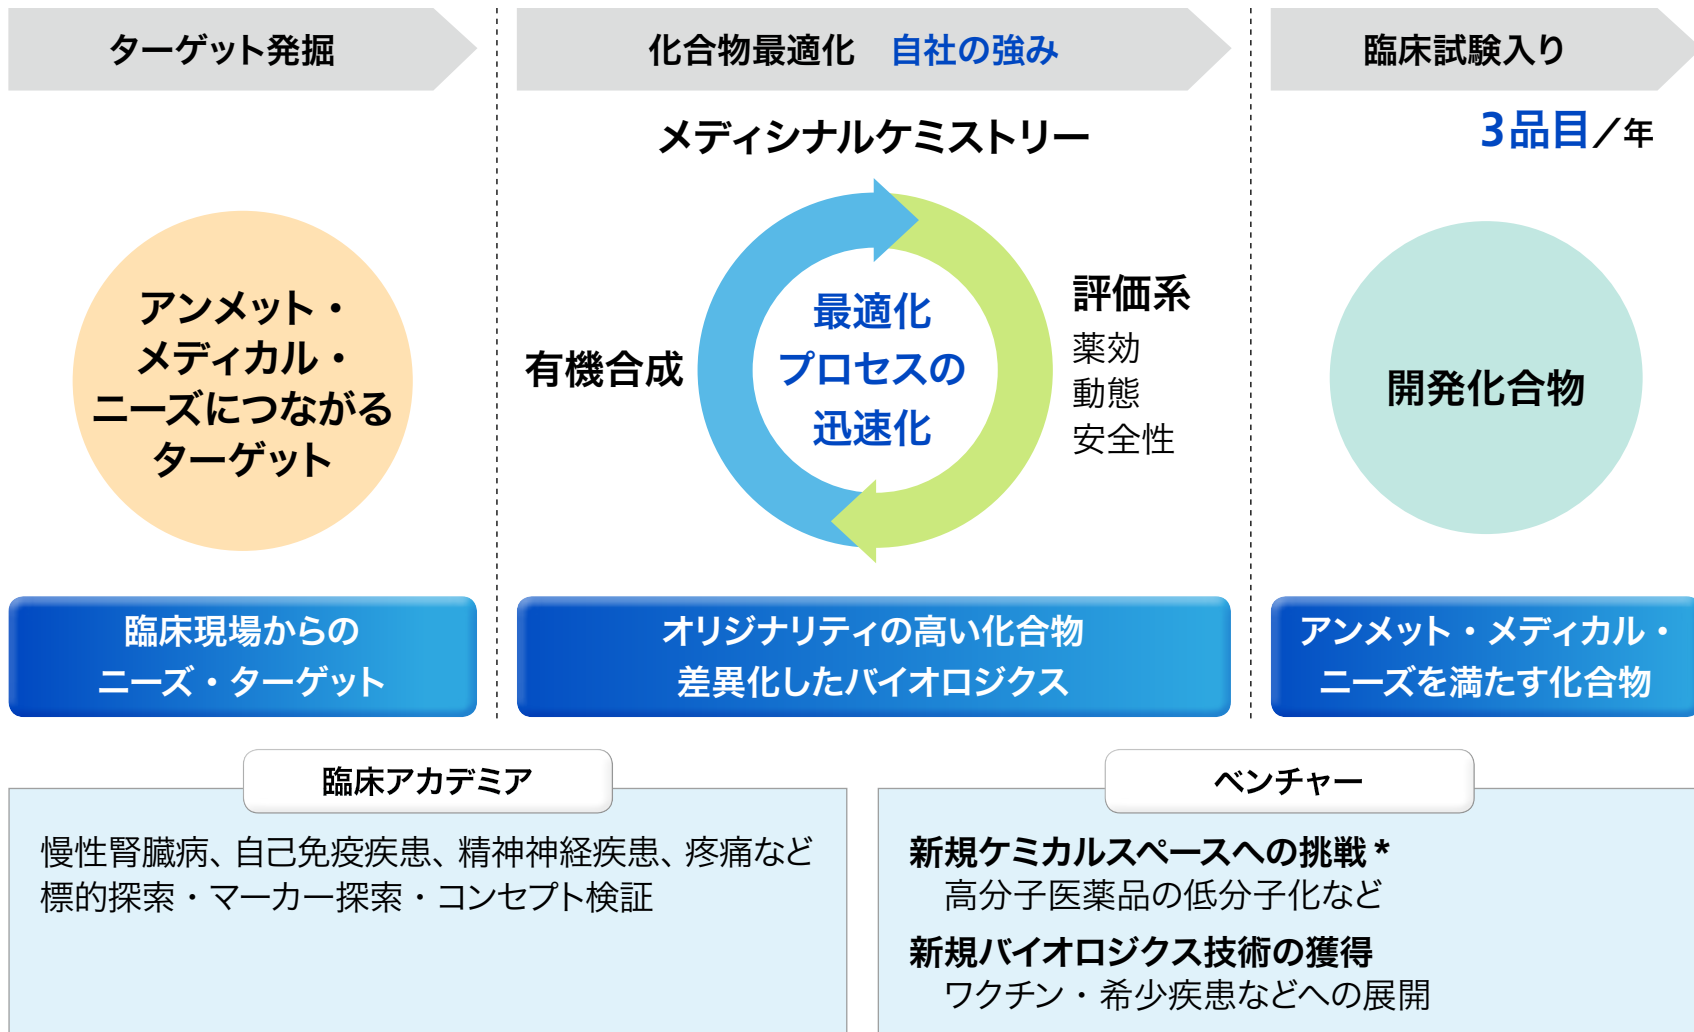 ターゲット発掘
化合物最適化 自社の強み
臨床試験入り
3品目／年
メディシナルケミストリー
アンメット・
メディカル・
ニーズにつながる
ターゲット
有機合成
最適化
プロセスの
迅速化
評価系
薬効
動態
安全性
開発化合物
臨床現場からの
ニーズ・ターゲット
オリジナリティの高い化合物
差異化したバイオロジクス
アンメット・メディカル・
ニーズを満たす化合物
臨床アカデミア
慢性腎臓病、自己免疫疾患、精神神経疾患、疼痛など
標的探索・マーカー探索・コンセプト検証
ベンチャー
新規ケミカルスペースへの挑戦*
高分子医薬品の低分子化など
新規バイオロジクス技術の獲得
ワクチン・希少疾患などへの展開